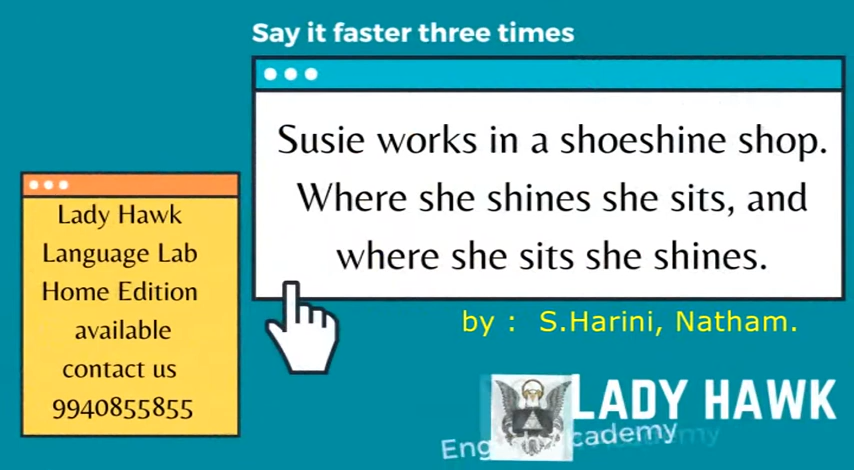 Say it faster three times
Susie works in a shoeshine shop.
Where she shines she sits, and
where she sits she shines.
Lady Hawk
Language Lab
Home Edition
available
contact us
9940855855
by : S.Harini, Natham.
LADY HAWK
English Academy